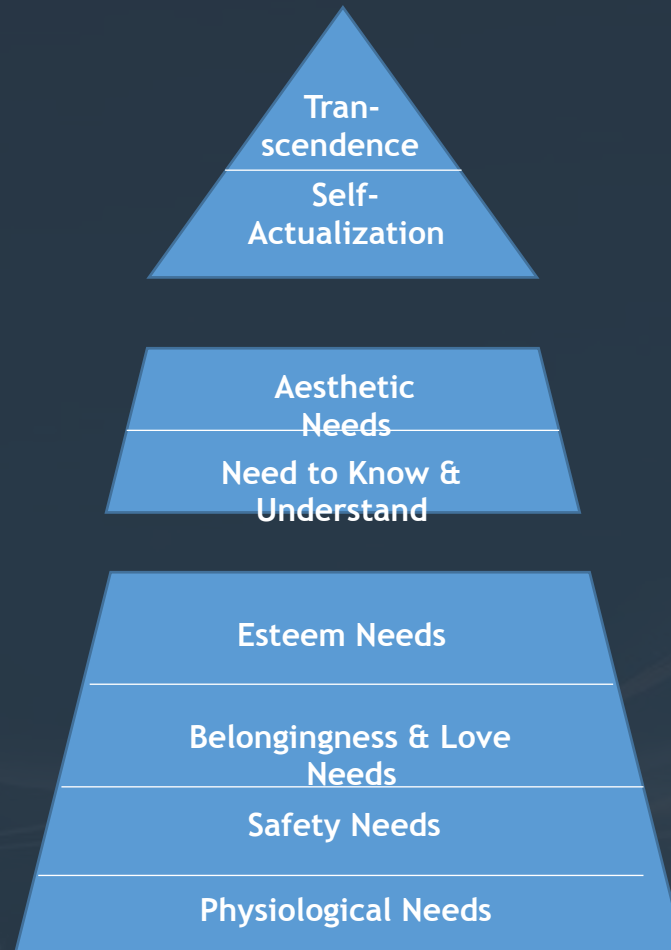 Tran-
scendence
Self-
Actualization
Aesthetic
Needs
Need to Know &
Understand
Esteem Needs
Belongingness & Love
Needs
Safety Needs
Physiological Needs